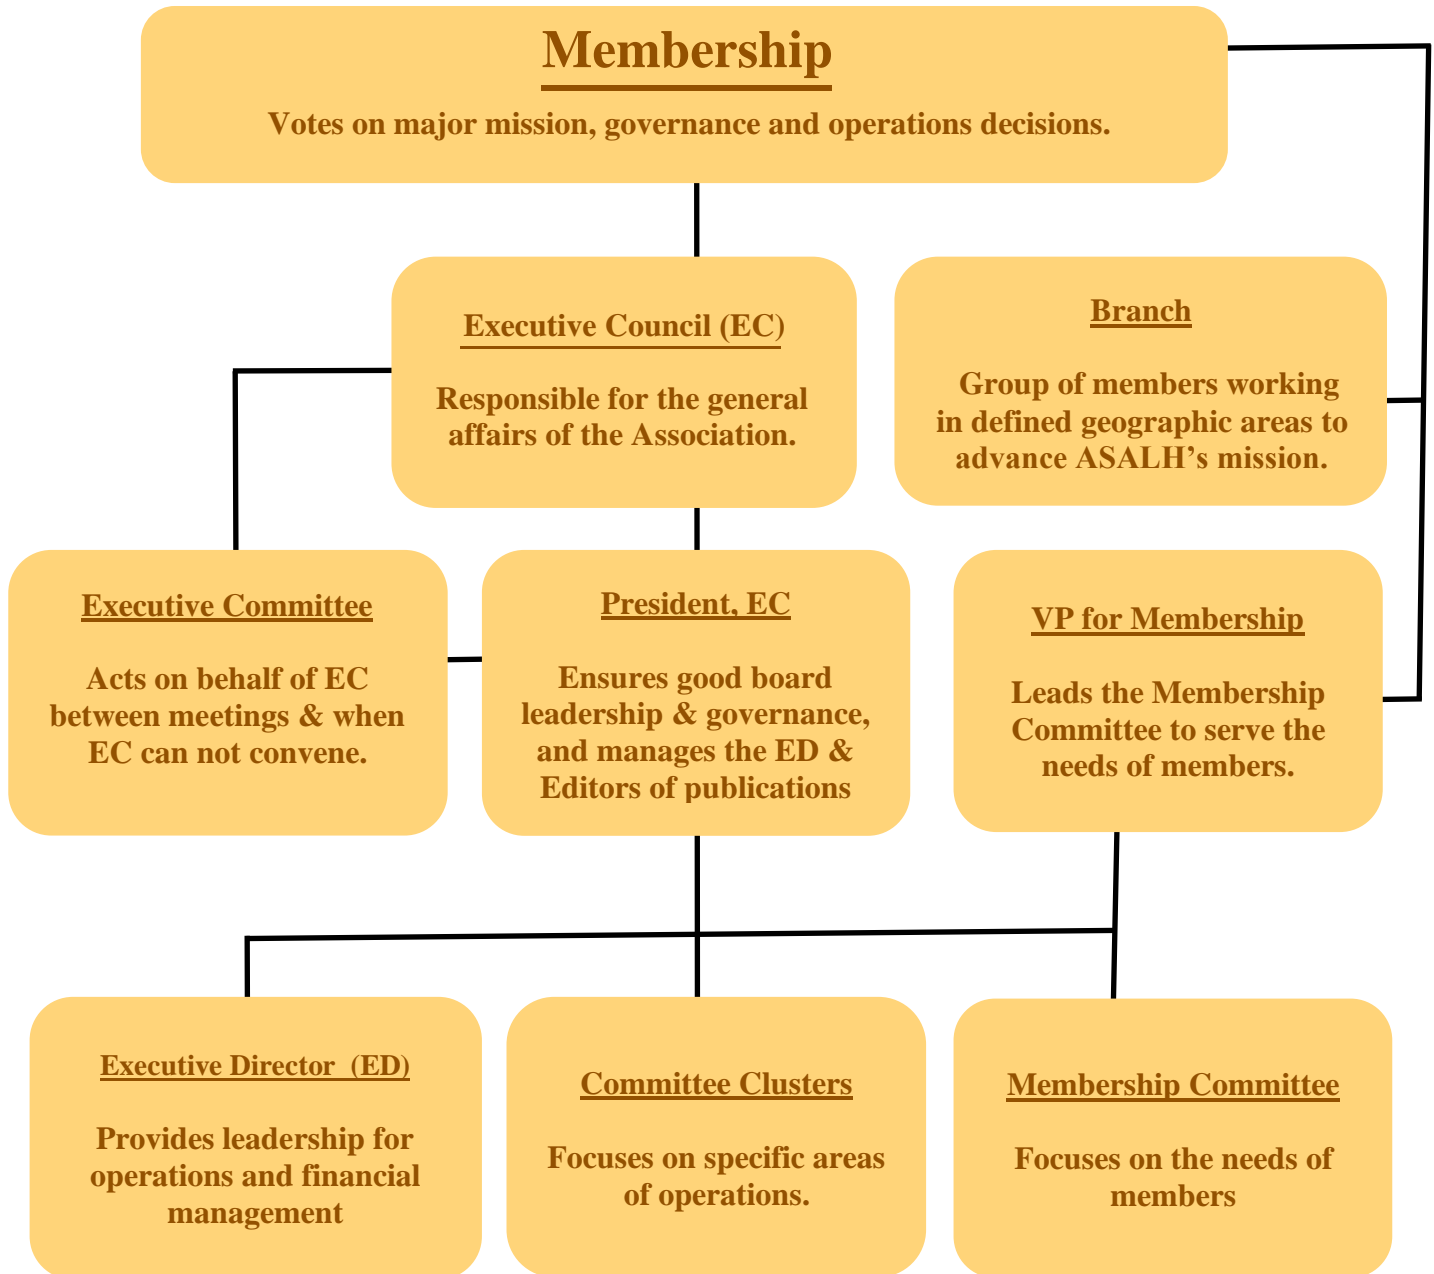 Membership
Votes on major mission, governance and operations decisions.
Executive Council (EC)
Responsible for the general
affairs of the Association.
Branch
Group of members working
in defined geographic areas to
advance ASALH’s mission.
Executive Committee
Acts on behalf of EC
between meetings & when
EC can not convene.
President, EC
Ensures good board
leadership & governance,
and manages the ED &
Editors of publications
VP for Membership
Leads the Membership
Committee to serve the
needs of members.
Executive Director (ED)
Provides leadership for
operations and financial
management
Committee Clusters
Focuses on specific areas
of operations.
Membership Committee
Focuses on the needs of
members